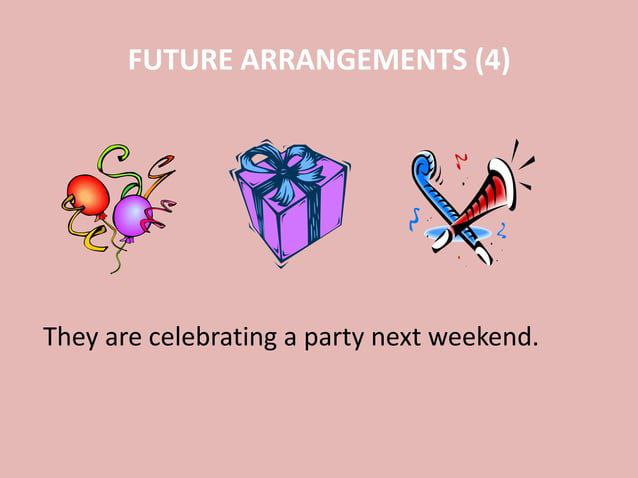 FUTURE ARRANGEMENTS (4)
They are celebrating a party next weekend.